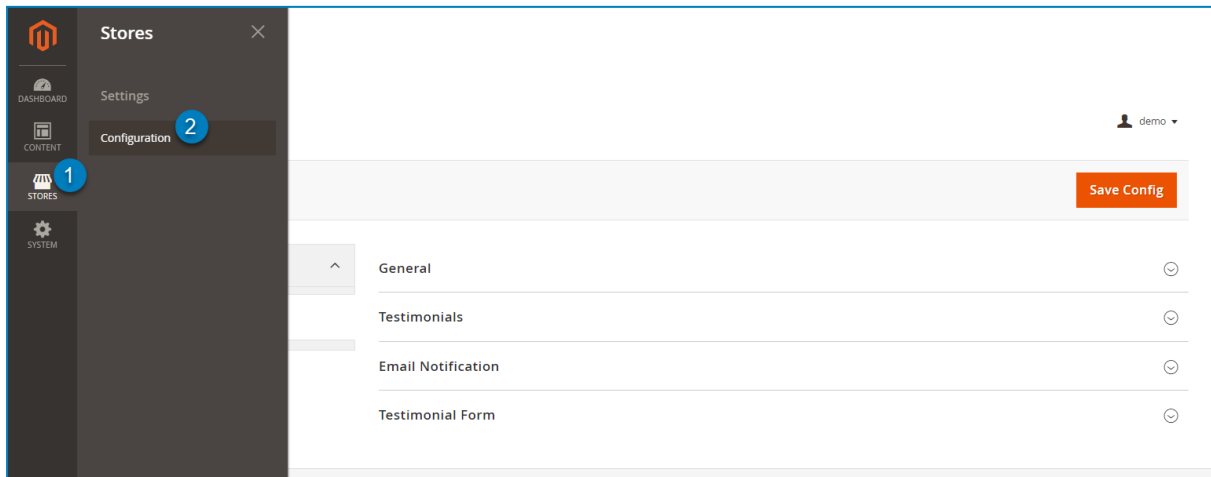 DASHBOARD
CONTENT
1
STORES
SYSTEM
Stores
Settings
Configuration 2
demo
Save Config
General
Testimonials
Email Notification
Testimonial Form